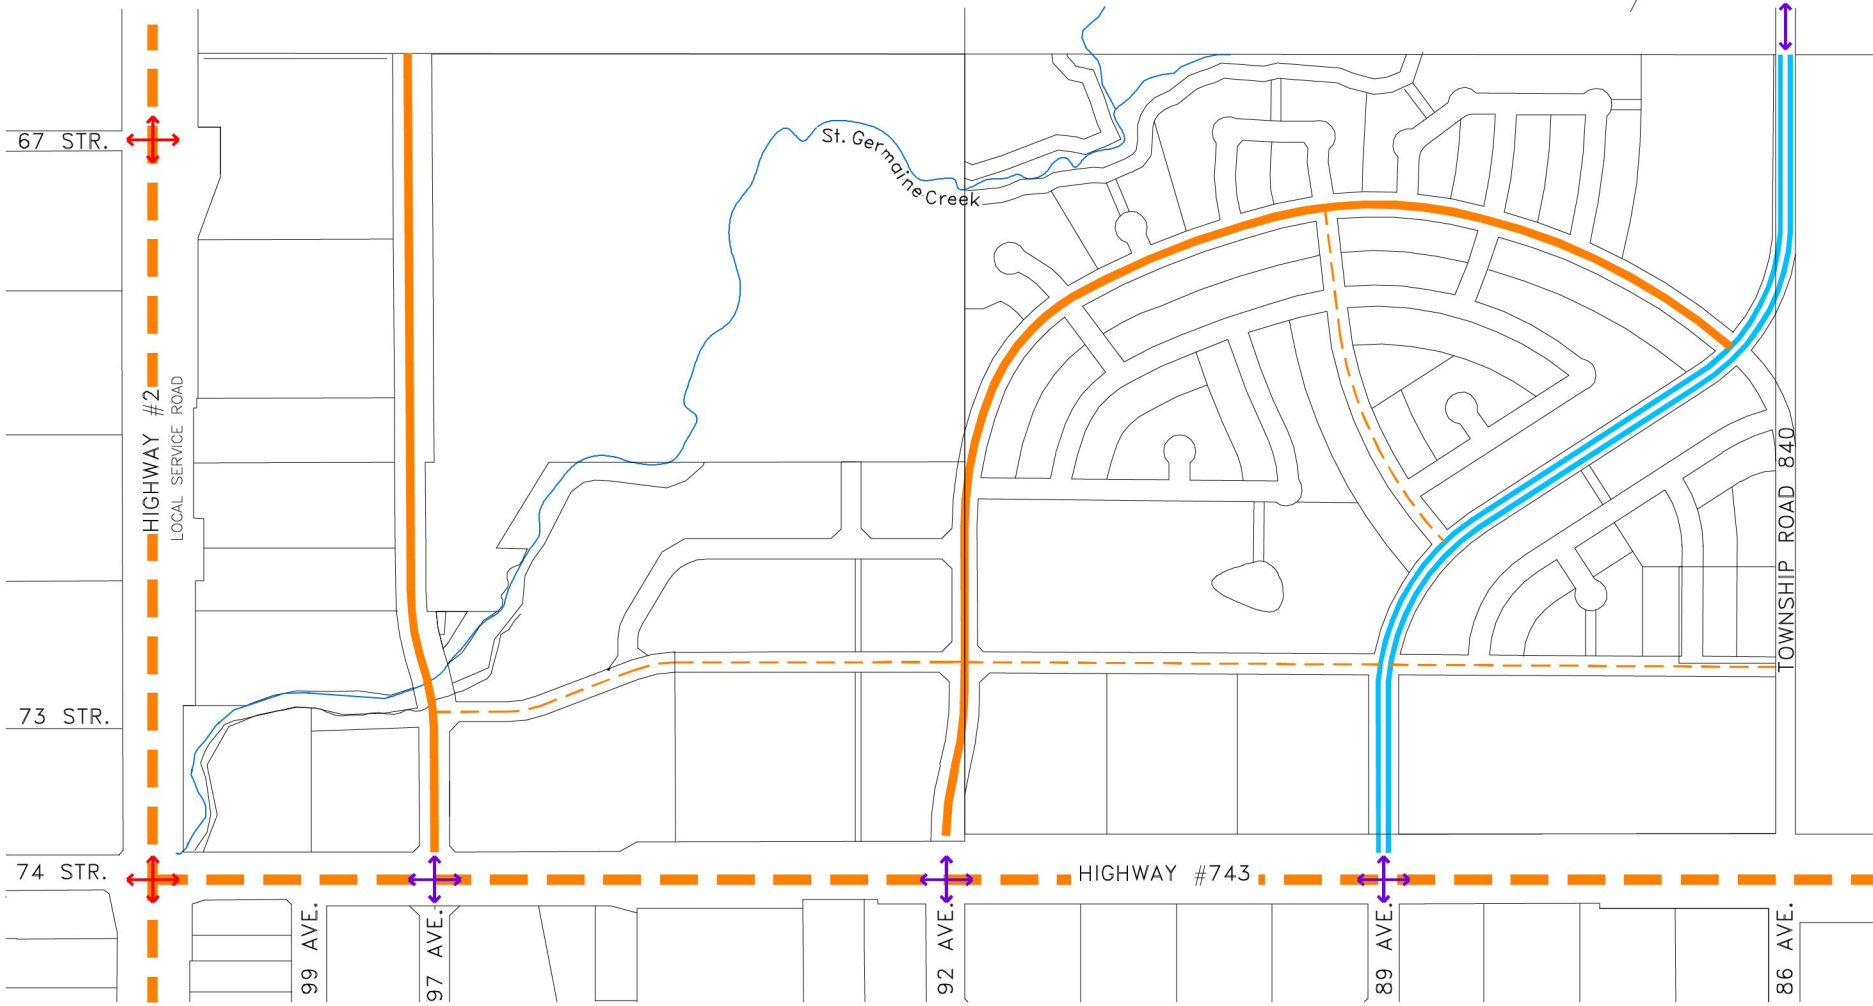 67 STR.
St. Germaine Creek
HIGHWAY #2
LOCAL SERVICE ROAD
TOWNSHIP ROAD 840
73 STR.
74 STR.
HIGHWAY #743
99 AVE.
97 AVE.
92 AVE.
89 AVE.
86 AVE.